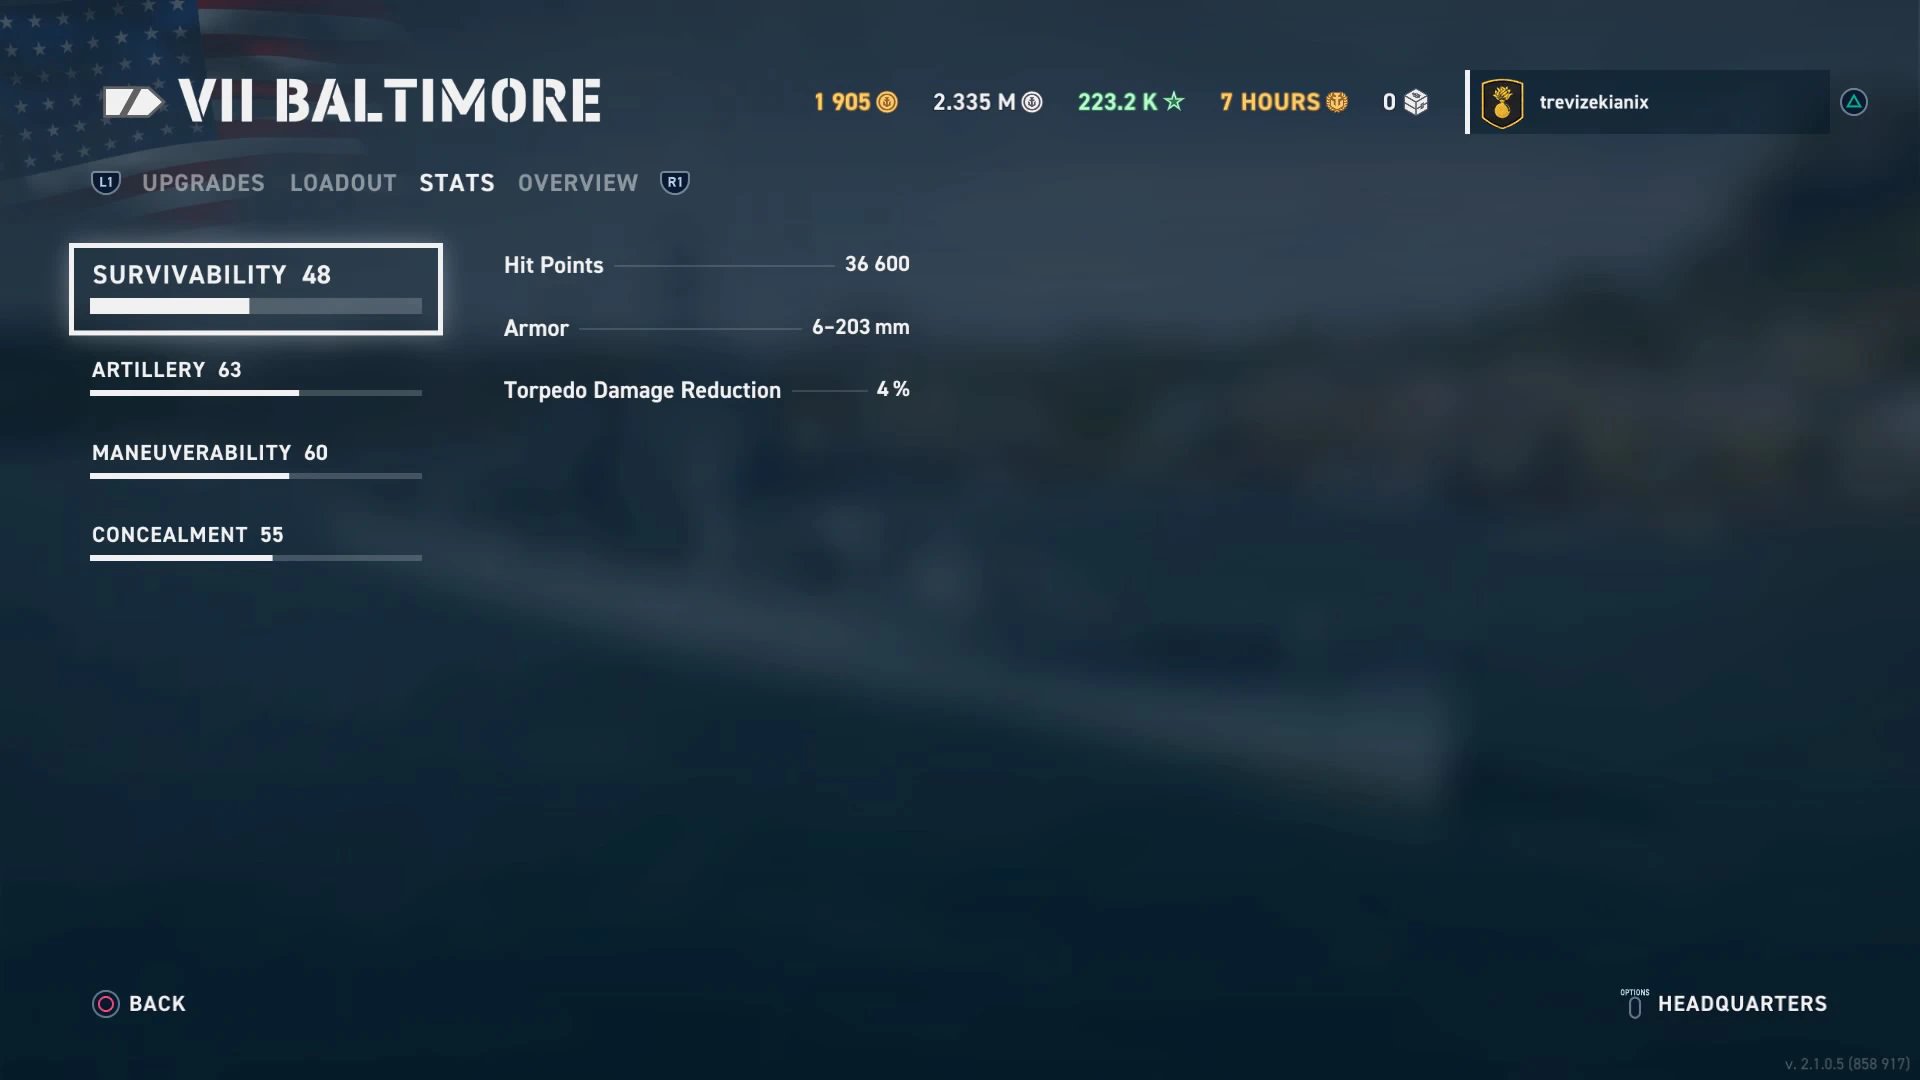 VII BALTIMORE
1 905
2.335 M
223.2 K
7 HOURS
0
trevizekianix
L1 UPGRADES LOADOUT STATS OVERVIEW R1
SURVIVABILITY 48
Hit Points 36 600
Armor 6–203 mm
Torpedo Damage Reduction 4 %
ARTILLERY 63
MANEUVERABILITY 60
CONCEALMENT 55
BACK
OPTIONS
HEADQUARTERS
v. 2.1.0.5 (858 917)